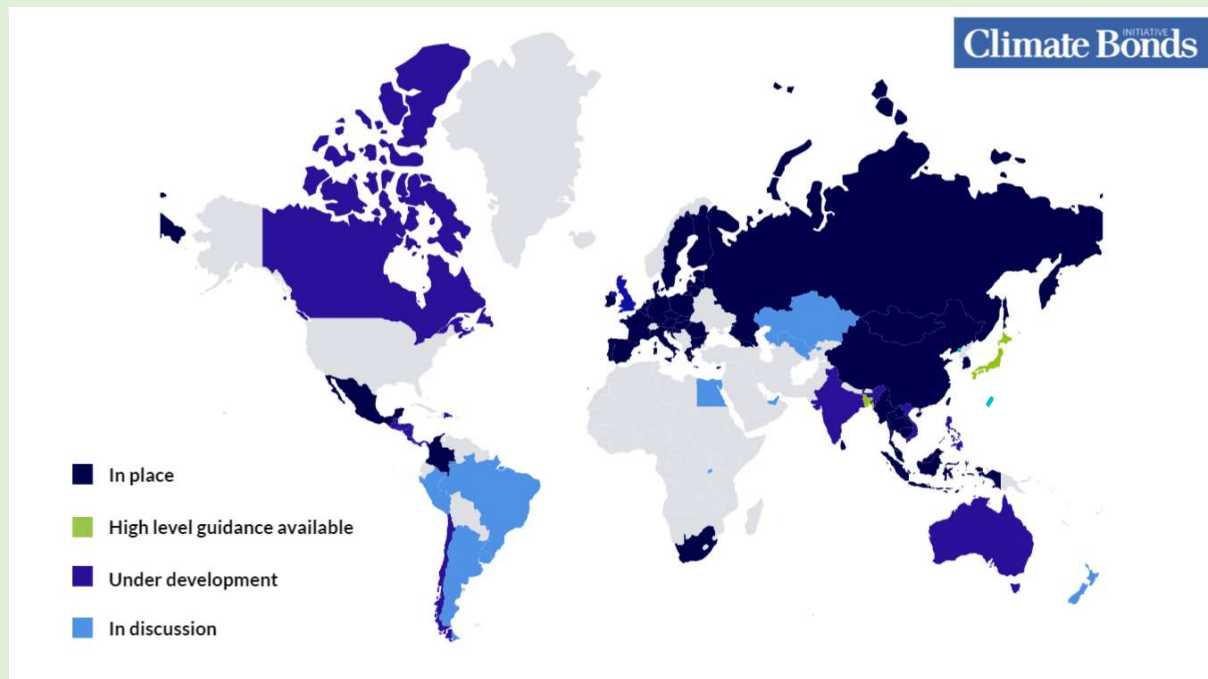 Climate Bonds
INITIATIVE
In place
High level guidance available
Under development
In discussion